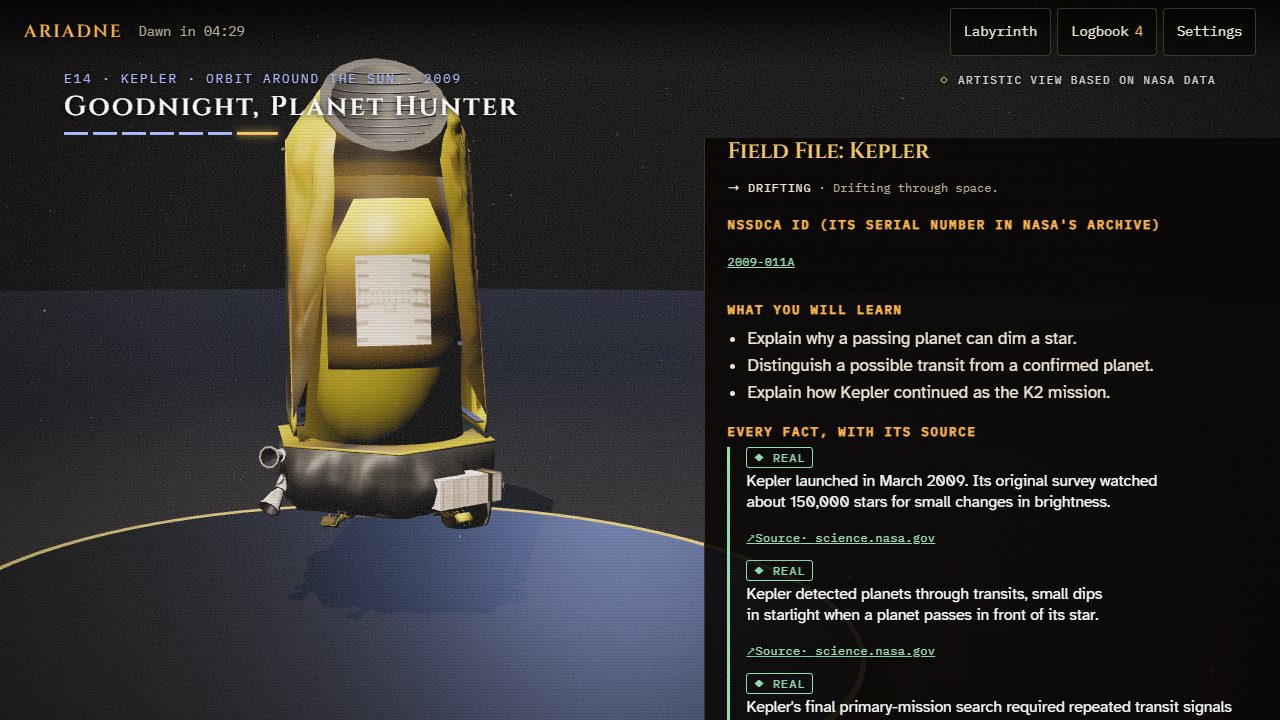 ARIADNE
Dawn in 04:29
Labyrinth
Logbook 4
Settings
E14 · KEPLER · ORBIT AROUND THE SUN · 2009
GOODNIGHT, PLANET HUNTER
◇ ARTISTIC VIEW BASED ON NASA DATA
FIELD FILE: KEPLER
→ DRIFTING · Drifting through space.
NSSDCA ID (ITS SERIAL NUMBER IN NASA'S ARCHIVE)
2009-011A
WHAT YOU WILL LEARN
• Explain why a passing planet can dim a star.
• Distinguish a possible transit from a confirmed planet.
• Explain how Kepler continued as the K2 mission.
EVERY FACT, WITH ITS SOURCE
◆ REAL
Kepler launched in March 2009. Its original survey watched
about 150,000 stars for small changes in brightness.
↗Source· science.nasa.gov
◆ REAL
Kepler detected planets through transits, small dips
in starlight when a planet passes in front of its star.
↗Source· science.nasa.gov
◆ REAL
Kepler's final primary-mission search required repeated transit signals